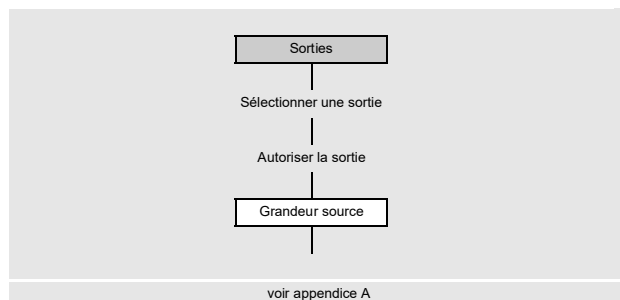 Sorties
Sélectionner une sortie
Autoriser la sortie
Grandeur source
voir appendice A